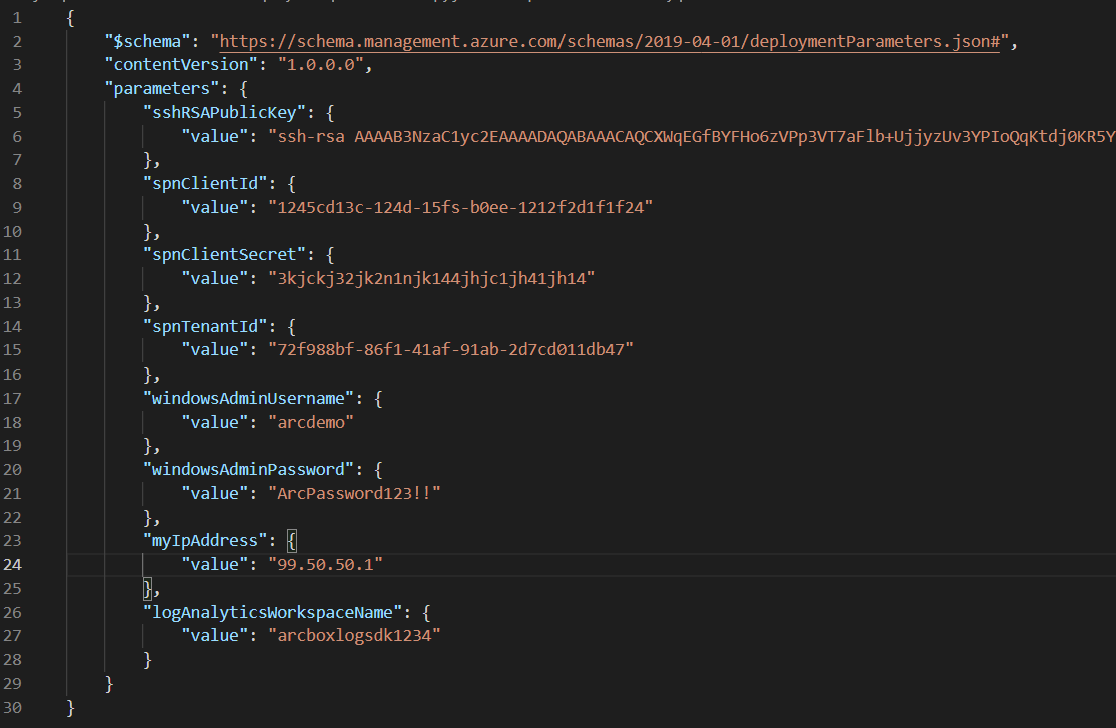 1 {
2 "$schema": "https://schema.management.azure.com/schemas/2019-04-01/deploymentParameters.json#",
3 "contentVersion": "1.0.0.0",
4 "parameters": {
5 "sshRSAPublicKey": {
6 "value": "ssh-rsa AAAAB3NzaC1yc2EAAAADAQABAAACAQCXWqEGfBYFHo6zVPp3VT7aFlb+UjjyzUv3YPIoQqKtdj0KR5Y
7 },
8 "spnClientId": {
9 "value": "1245cd13c-124d-15fs-b0ee-1212f2d1f1f24"
10 },
11 "spnClientSecret": {
12 "value": "3kjckj32jk2n1njk144jhjc1jh41jh14"
13 },
14 "spnTenantId": {
15 "value": "72f988bf-86f1-41af-91ab-2d7cd011db47"
16 },
17 "windowsAdminUsername": {
18 "value": "arcdemo"
19 },
20 "windowsAdminPassword": {
21 "value": "ArcPassword123!!"
22 },
23 "myIpAddress": {
24 "value": "99.50.50.1"
25 },
26 "logAnalyticsWorkspaceName": {
27 "value": "arcboxlogsdk1234"
28 }
29 }
30 }